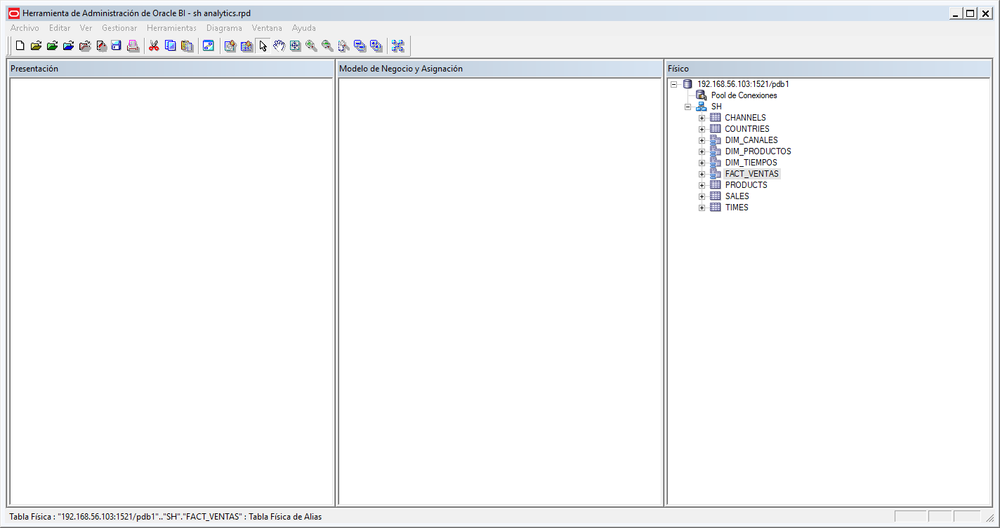 Herramienta de Administración de Oracle BI - sh analytics.rpd
Archivo Editar Ver Gestionar Herramientas Diagrama Ventana Ayuda
Presentación
Modelo de Negocio y Asignación
Físico
192.168.56.103:1521/pdb1
Pool de Conexiones
SH
CHANNELS
COUNTRIES
DIM_CANALES
DIM_PRODUCTOS
DIM_TIEMPOS
FACT_VENTAS
PRODUCTS
SALES
TIMES
Tabla Física : "192.168.56.103:1521/pdb1".."SH"."FACT_VENTAS" : Tabla Física de Alias